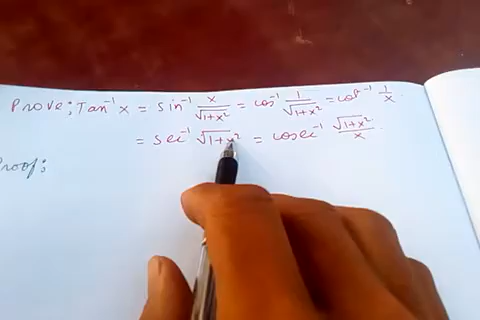 Prove; Tan⁻¹ x = sin⁻¹ x/√(1+x²) = cos⁻¹ 1/√(1+x²) = cot⁻¹ 1/x.
= sec⁻¹ √(1+x²) = cosec⁻¹ √(1+x²)/x
Proof;